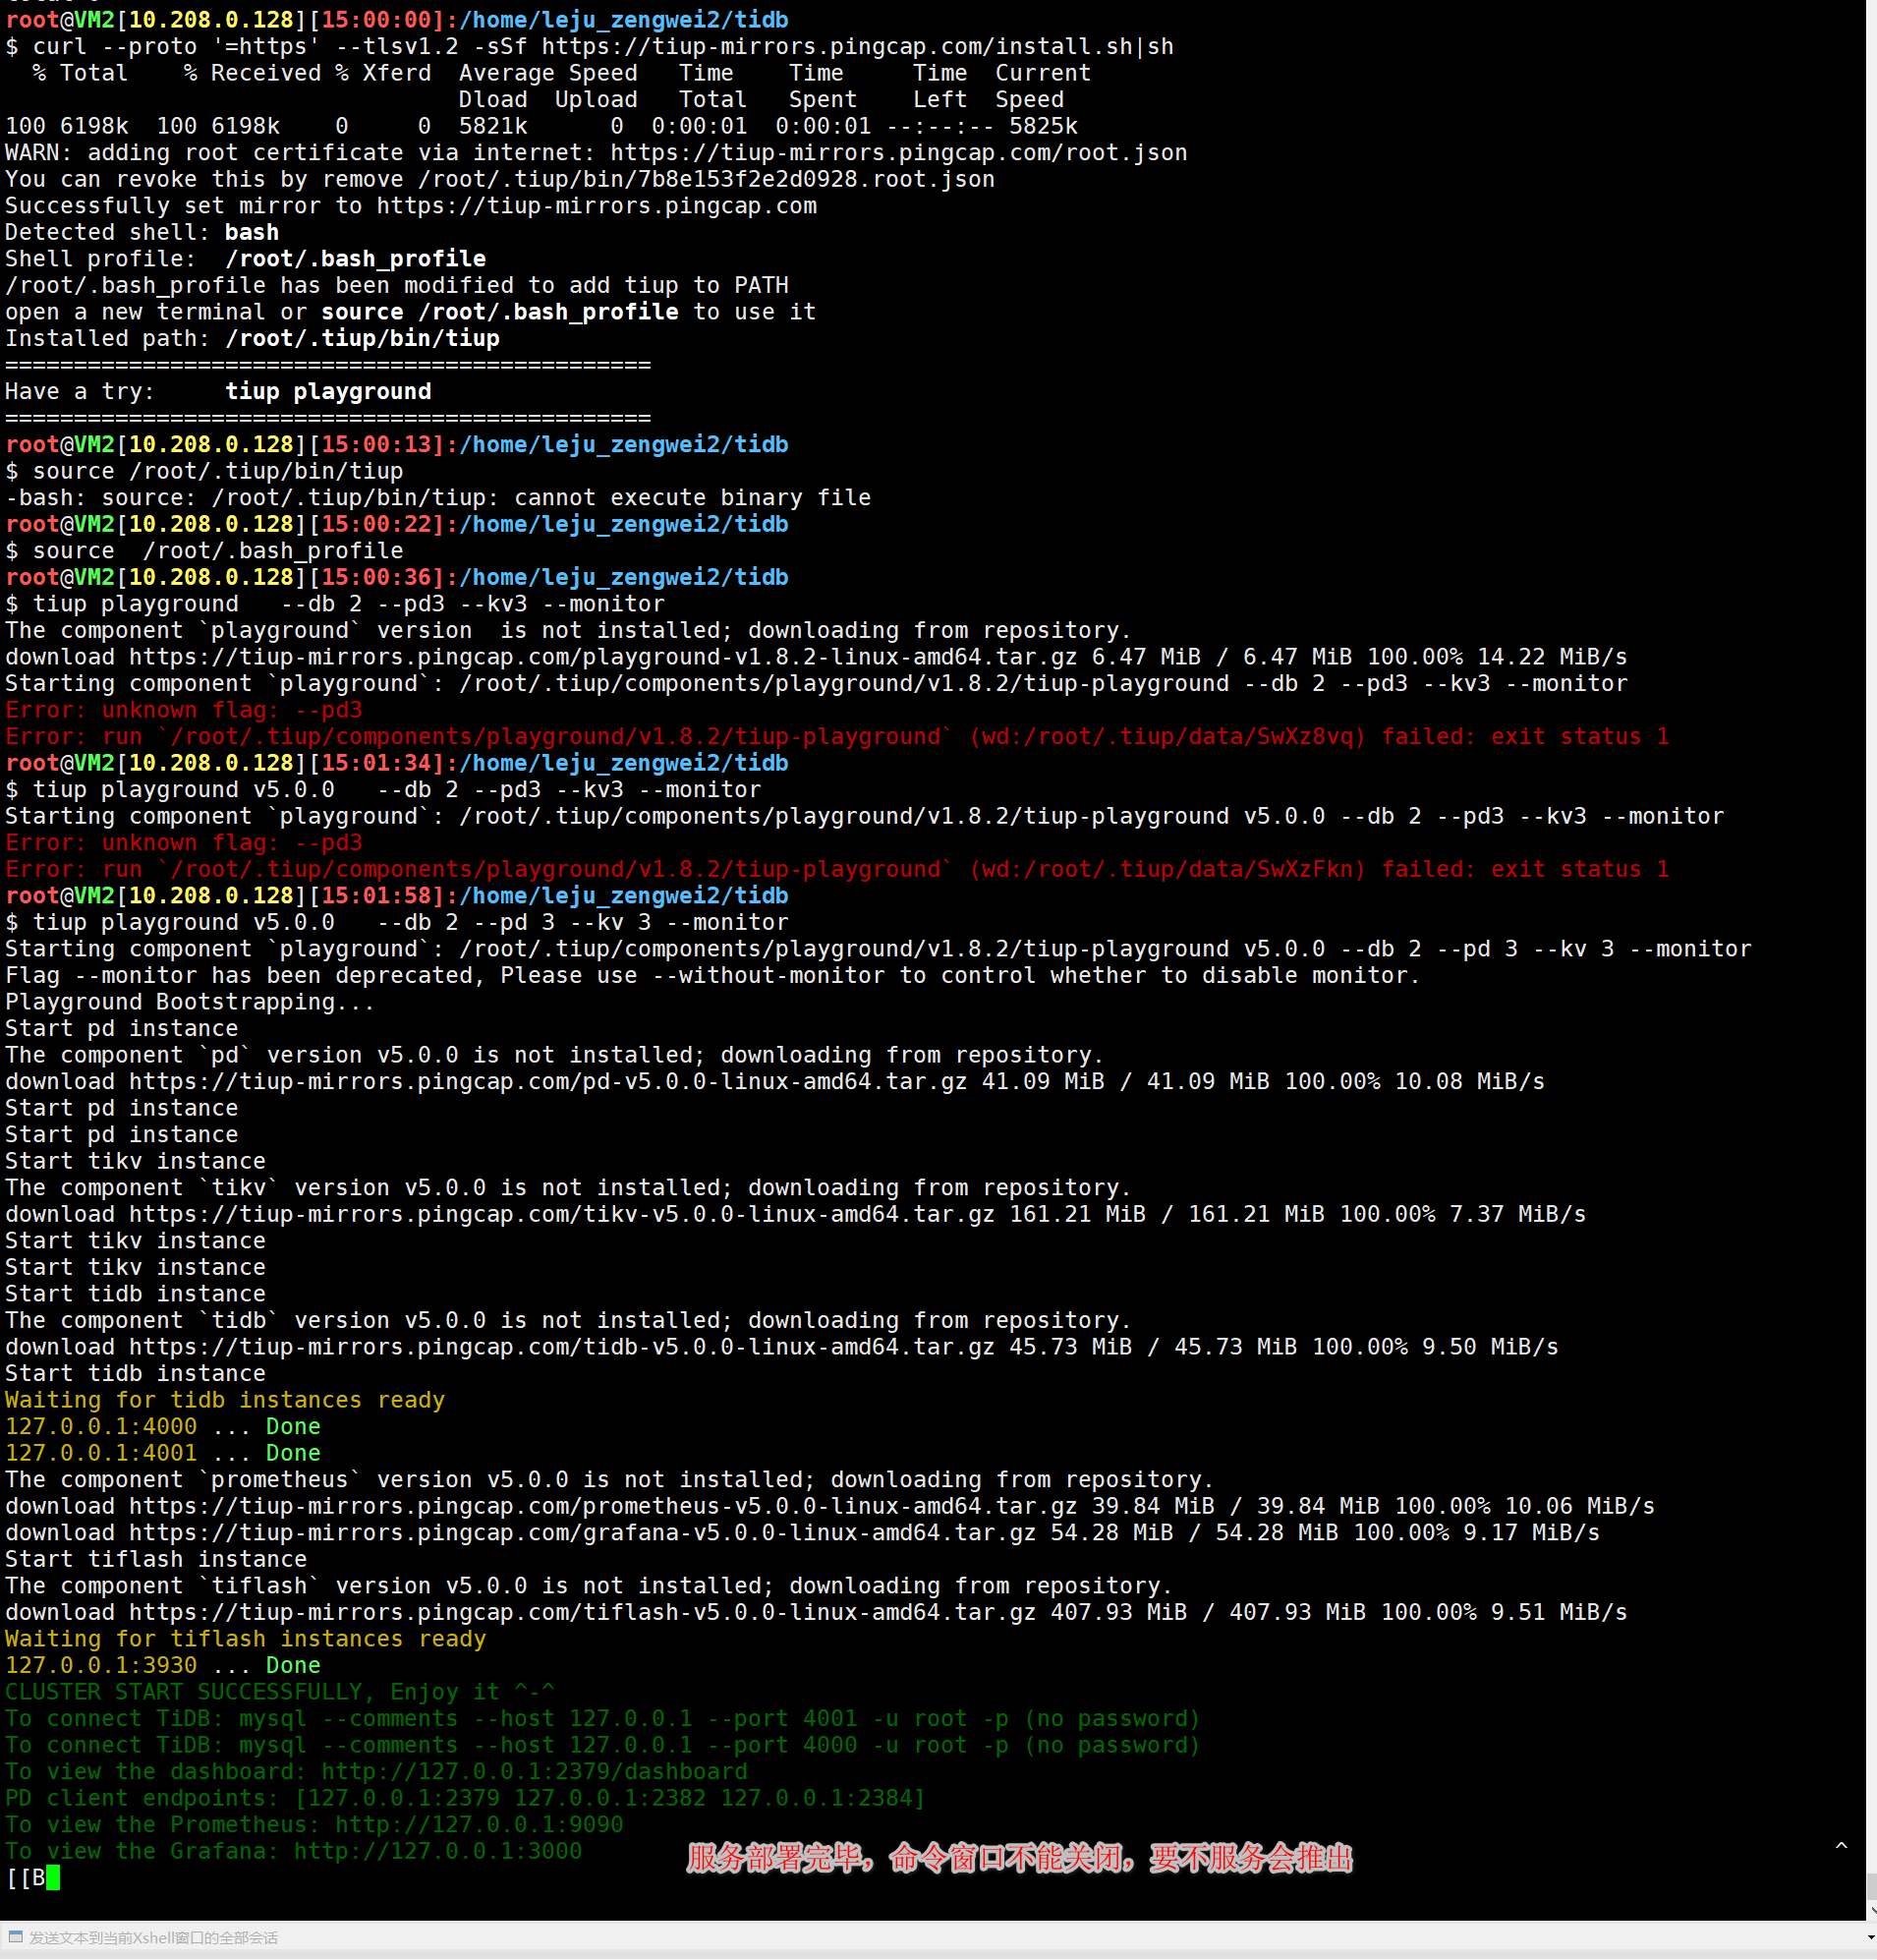 root@VM2[10.208.0.128][15:00:00]:/home/leju_zengwei2/tidb
$ curl --proto '=https' --tlsv1.2 -sSf https://tiup-mirrors.pingcap.com/install.sh|sh
  % Total    % Received % Xferd  Average Speed   Time    Time     Time  Current
                                 Dload  Upload   Total   Spent    Left  Speed
100 6198k  100 6198k    0     0  5821k      0  0:00:01  0:00:01 --:--:-- 5825k
WARN: adding root certificate via internet: https://tiup-mirrors.pingcap.com/root.json
You can revoke this by remove /root/.tiup/bin/7b8e153f2e2d0928.root.json
Successfully set mirror to https://tiup-mirrors.pingcap.com
Detected shell: bash
Shell profile:  /root/.bash_profile
/root/.bash_profile has been modified to add tiup to PATH
open a new terminal or source /root/.bash_profile to use it
Installed path: /root/.tiup/bin/tiup
===============================================
Have a try:     tiup playground
===============================================
root@VM2[10.208.0.128][15:00:13]:/home/leju_zengwei2/tidb
$ source /root/.tiup/bin/tiup
-bash: source: /root/.tiup/bin/tiup: cannot execute binary file
root@VM2[10.208.0.128][15:00:22]:/home/leju_zengwei2/tidb
$ source  /root/.bash_profile
root@VM2[10.208.0.128][15:00:36]:/home/leju_zengwei2/tidb
$ tiup playground   --db 2 --pd3 --kv3 --monitor
The component `playground` version  is not installed; downloading from repository.
download https://tiup-mirrors.pingcap.com/playground-v1.8.2-linux-amd64.tar.gz 6.47 MiB / 6.47 MiB 100.00% 14.22 MiB/s
Starting component `playground`: /root/.tiup/components/playground/v1.8.2/tiup-playground --db 2 --pd3 --kv3 --monitor
Error: unknown flag: --pd3
Error: run `/root/.tiup/components/playground/v1.8.2/tiup-playground` (wd:/root/.tiup/data/SwXz8vq) failed: exit status 1
root@VM2[10.208.0.128][15:01:34]:/home/leju_zengwei2/tidb
$ tiup playground v5.0.0   --db 2 --pd3 --kv3 --monitor
Starting component `playground`: /root/.tiup/components/playground/v1.8.2/tiup-playground v5.0.0 --db 2 --pd3 --kv3 --monitor
Error: unknown flag: --pd3
Error: run `/root/.tiup/components/playground/v1.8.2/tiup-playground` (wd:/root/.tiup/data/SwXzFkn) failed: exit status 1
root@VM2[10.208.0.128][15:01:58]:/home/leju_zengwei2/tidb
$ tiup playground v5.0.0   --db 2 --pd 3 --kv 3 --monitor
Starting component `playground`: /root/.tiup/components/playground/v1.8.2/tiup-playground v5.0.0 --db 2 --pd 3 --kv 3 --monitor
Flag --monitor has been deprecated, Please use --without-monitor to control whether to disable monitor.
Playground Bootstrapping...
Start pd instance
The component `pd` version v5.0.0 is not installed; downloading from repository.
download https://tiup-mirrors.pingcap.com/pd-v5.0.0-linux-amd64.tar.gz 41.09 MiB / 41.09 MiB 100.00% 10.08 MiB/s
Start pd instance
Start pd instance
Start tikv instance
The component `tikv` version v5.0.0 is not installed; downloading from repository.
download https://tiup-mirrors.pingcap.com/tikv-v5.0.0-linux-amd64.tar.gz 161.21 MiB / 161.21 MiB 100.00% 7.37 MiB/s
Start tikv instance
Start tikv instance
Start tidb instance
The component `tidb` version v5.0.0 is not installed; downloading from repository.
download https://tiup-mirrors.pingcap.com/tidb-v5.0.0-linux-amd64.tar.gz 45.73 MiB / 45.73 MiB 100.00% 9.50 MiB/s
Start tidb instance
Waiting for tidb instances ready
127.0.0.1:4000 ... Done
127.0.0.1:4001 ... Done
The component `prometheus` version v5.0.0 is not installed; downloading from repository.
download https://tiup-mirrors.pingcap.com/prometheus-v5.0.0-linux-amd64.tar.gz 39.84 MiB / 39.84 MiB 100.00% 10.06 MiB/s
download https://tiup-mirrors.pingcap.com/grafana-v5.0.0-linux-amd64.tar.gz 54.28 MiB / 54.28 MiB 100.00% 9.17 MiB/s
Start tiflash instance
The component `tiflash` version v5.0.0 is not installed; downloading from repository.
download https://tiup-mirrors.pingcap.com/tiflash-v5.0.0-linux-amd64.tar.gz 407.93 MiB / 407.93 MiB 100.00% 9.51 MiB/s
Waiting for tiflash instances ready
127.0.0.1:3930 ... Done
CLUSTER START SUCCESSFULLY, Enjoy it ^-^
To connect TiDB: mysql --comments --host 127.0.0.1 --port 4001 -u root -p (no password)
To connect TiDB: mysql --comments --host 127.0.0.1 --port 4000 -u root -p (no password)
To view the dashboard: http://127.0.0.1:2379/dashboard
PD client endpoints: [127.0.0.1:2379 127.0.0.1:2382 127.0.0.1:2384]
To view the Prometheus: http://127.0.0.1:9090
To view the Grafana: http://127.0.0.1:3000
服务部署完毕，命令窗口不能关闭，要不服务会推出
^
[[B
发送文本到当前Xshell窗口的全部会话